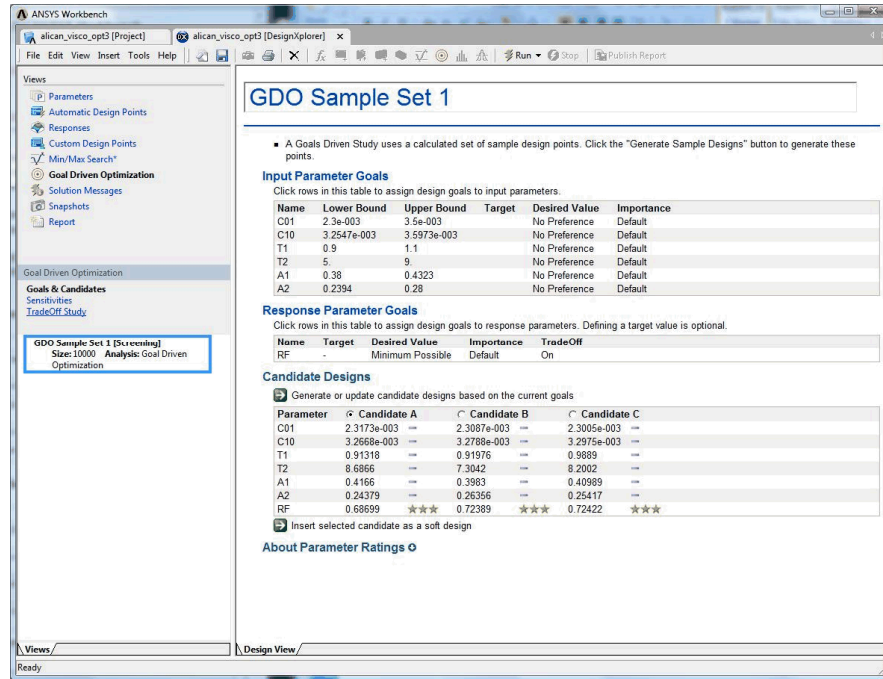 ANSYS Workbench
alican_visco_opt3 [Project] alican_visco_opt3 [DesignXplorer]
File Edit View Insert Tools Help Run Stop Publish Report
Views
Parameters
Automatic Design Points
Responses
Custom Design Points
Min/Max Search*
Goal Driven Optimization
Solution Messages
Snapshots
Report
Goal Driven Optimization
Goals & Candidates
Sensitivities
TradeOff Study
GDO Sample Set 1 [Screening]
Size: 10000 Analysis: Goal Driven
Optimization
GDO Sample Set 1
A Goals Driven Study uses a calculated set of sample design points. Click the "Generate Sample Designs" button to generate these
points.
Input Parameter Goals
Click rows in this table to assign design goals to input parameters.
Name Lower Bound Upper Bound Target Desired Value Importance
C01 2.3e-003 3.5e-003 No Preference Default
C10 3.2547e-003 3.5973e-003 No Preference Default
T1 0.9 1.1 No Preference Default
T2 5. 9. No Preference Default
A1 0.38 0.4323 No Preference Default
A2 0.2394 0.28 No Preference Default
Response Parameter Goals
Click rows in this table to assign design goals to response parameters. Defining a target value is optional.
Name Target Desired Value Importance TradeOff
RF - Minimum Possible Default On
Candidate Designs
Generate or update candidate designs based on the current goals
Parameter Candidate A Candidate B Candidate C
C01 2.3173e-003 2.3087e-003 2.3005e-003
C10 3.2668e-003 3.2788e-003 3.2975e-003
T1 0.91318 0.91976 0.9889
T2 8.6866 7.3042 8.2002
A1 0.4166 0.3983 0.40989
A2 0.24379 0.26356 0.25417
RF 0.68699 0.72389 0.72422
Insert selected candidate as a soft design
About Parameter Ratings
Views Design View
Ready